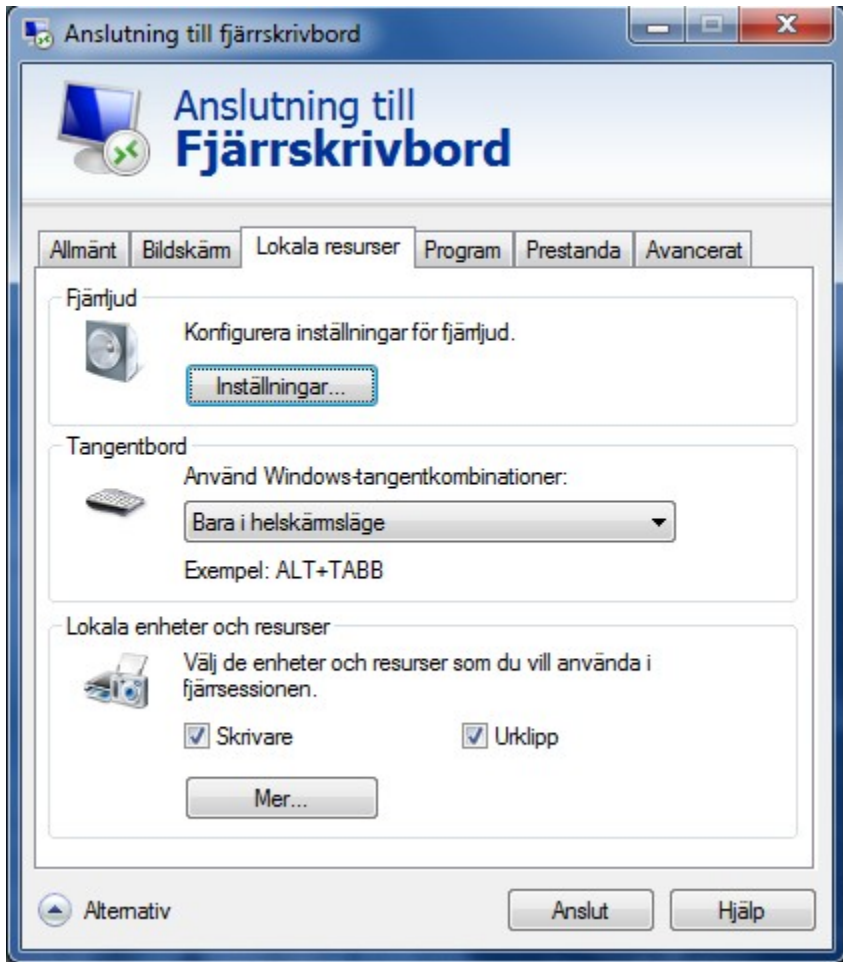 Anslutning till fjärrskrivbord
Anslutning till
Fjärrskrivbord
Allmänt Bildskärm Lokala resurser Program Prestanda Avancerat
Fjärrljud
Konfigurera inställningar för fjärrljud.
Inställningar...
Tangentbord
Använd Windows-tangentkombinationer:
Bara i helskärmsläge
Exempel: ALT+TABB
Lokala enheter och resurser
Välj de enheter och resurser som du vill använda i
fjärrsessionen.
Skrivare Urklipp
Mer...
Alternativ Anslut Hjälp